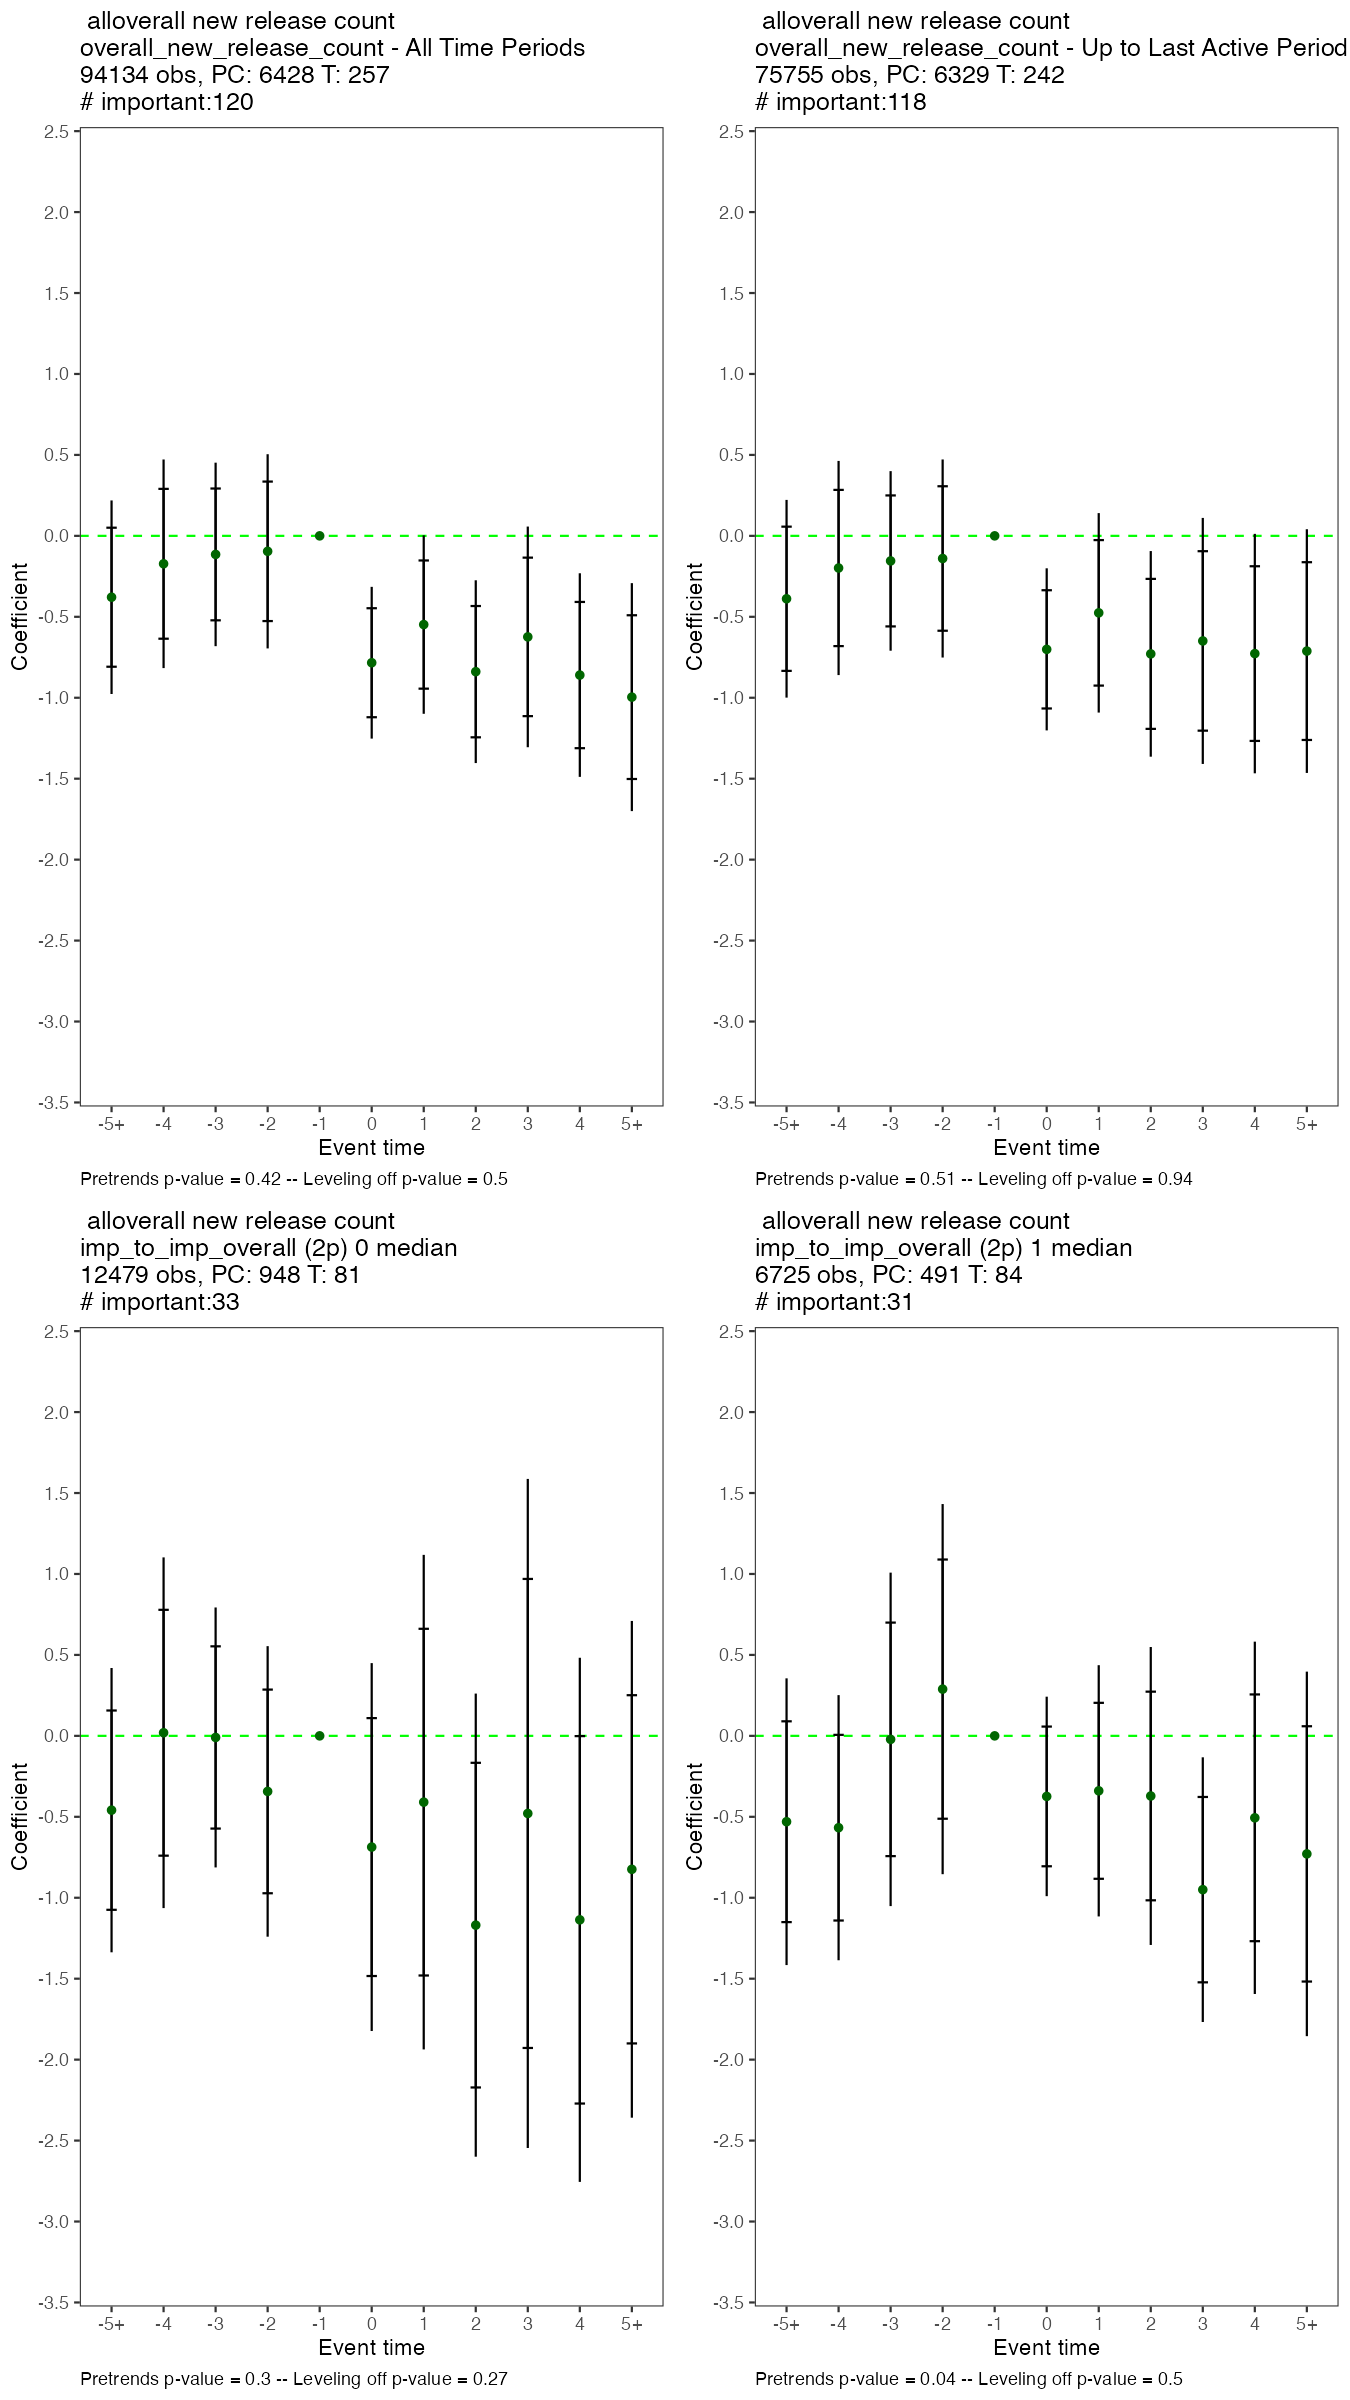 alloverall new release count
overall_new_release_count - All Time Periods
94134 obs, PC: 6428 T: 257
# important:120
2.5
2.0
1.5
1.0
0.5
0.0
-0.5
-1.0
-1.5
-2.0
-2.5
-3.0
-3.5
Coefficient
-5+ -4 -3 -2 -1 0 1 2 3 4 5+
Event time
Pretrends p-value = 0.42 -- Leveling off p-value = 0.5
alloverall new release count
overall_new_release_count - Up to Last Active Period
75755 obs, PC: 6329 T: 242
# important:118
2.5
2.0
1.5
1.0
0.5
0.0
-0.5
-1.0
-1.5
-2.0
-2.5
-3.0
-3.5
Coefficient
-5+ -4 -3 -2 -1 0 1 2 3 4 5+
Event time
Pretrends p-value = 0.51 -- Leveling off p-value = 0.94
alloverall new release count
imp_to_imp_overall (2p) 0 median
12479 obs, PC: 948 T: 81
# important:33
2.5
2.0
1.5
1.0
0.5
0.0
-0.5
-1.0
-1.5
-2.0
-2.5
-3.0
-3.5
Coefficient
-5+ -4 -3 -2 -1 0 1 2 3 4 5+
Event time
Pretrends p-value = 0.3 -- Leveling off p-value = 0.27
alloverall new release count
imp_to_imp_overall (2p) 1 median
6725 obs, PC: 491 T: 84
# important:31
2.5
2.0
1.5
1.0
0.5
0.0
-0.5
-1.0
-1.5
-2.0
-2.5
-3.0
-3.5
Coefficient
-5+ -4 -3 -2 -1 0 1 2 3 4 5+
Event time
Pretrends p-value = 0.04 -- Leveling off p-value = 0.5